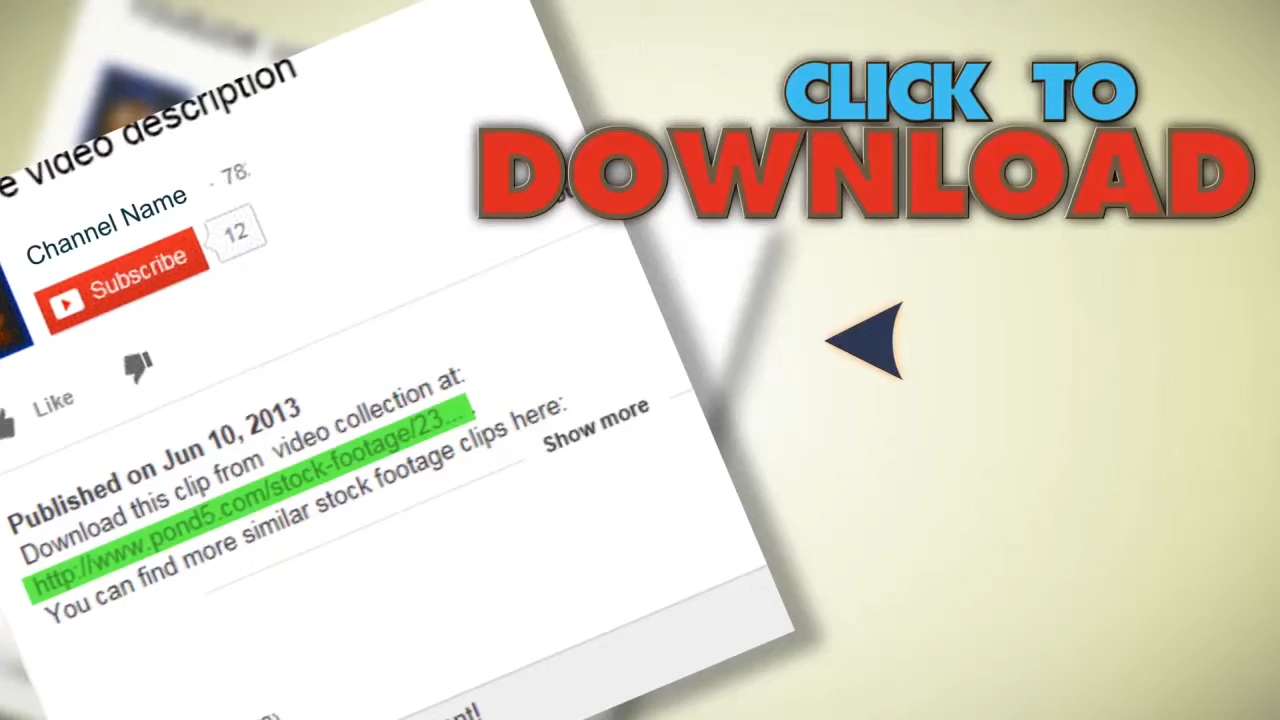 CLICK TO
DOWNLOAD
e video description
Channel Name
78
Subscribe
12
Like
Published on Jun 10, 2013
Download this clip from video collection at:
http://www.pond5.com/stock-footage/23...
You can find more similar stock footage clips here:
Show more